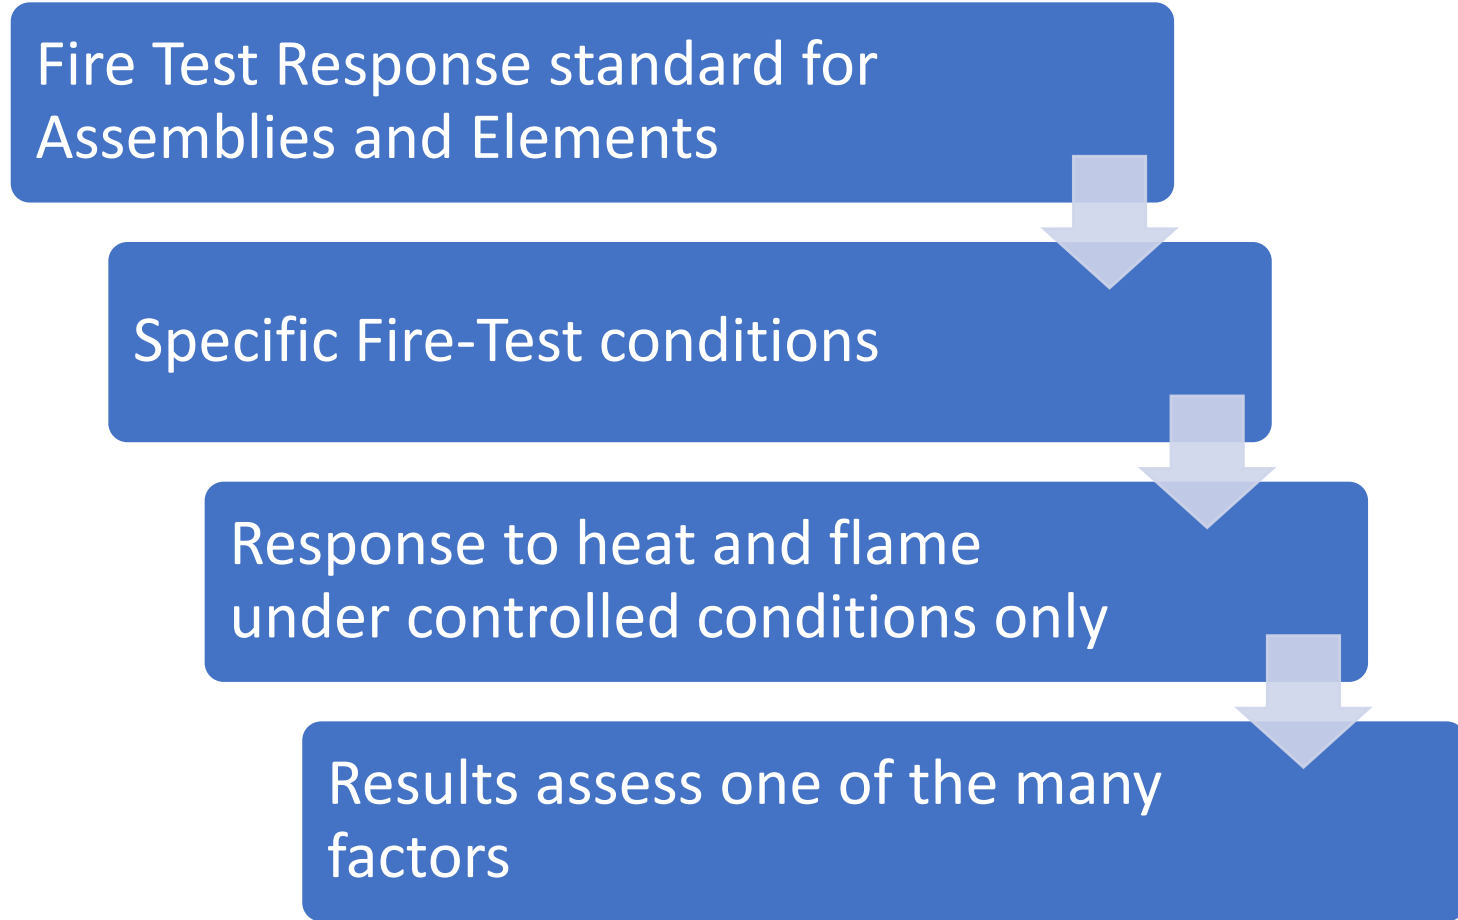 Fire Test Response standard for
Assemblies and Elements
Specific Fire-Test conditions
Response to heat and flame
under controlled conditions only
Results assess one of the many
factors